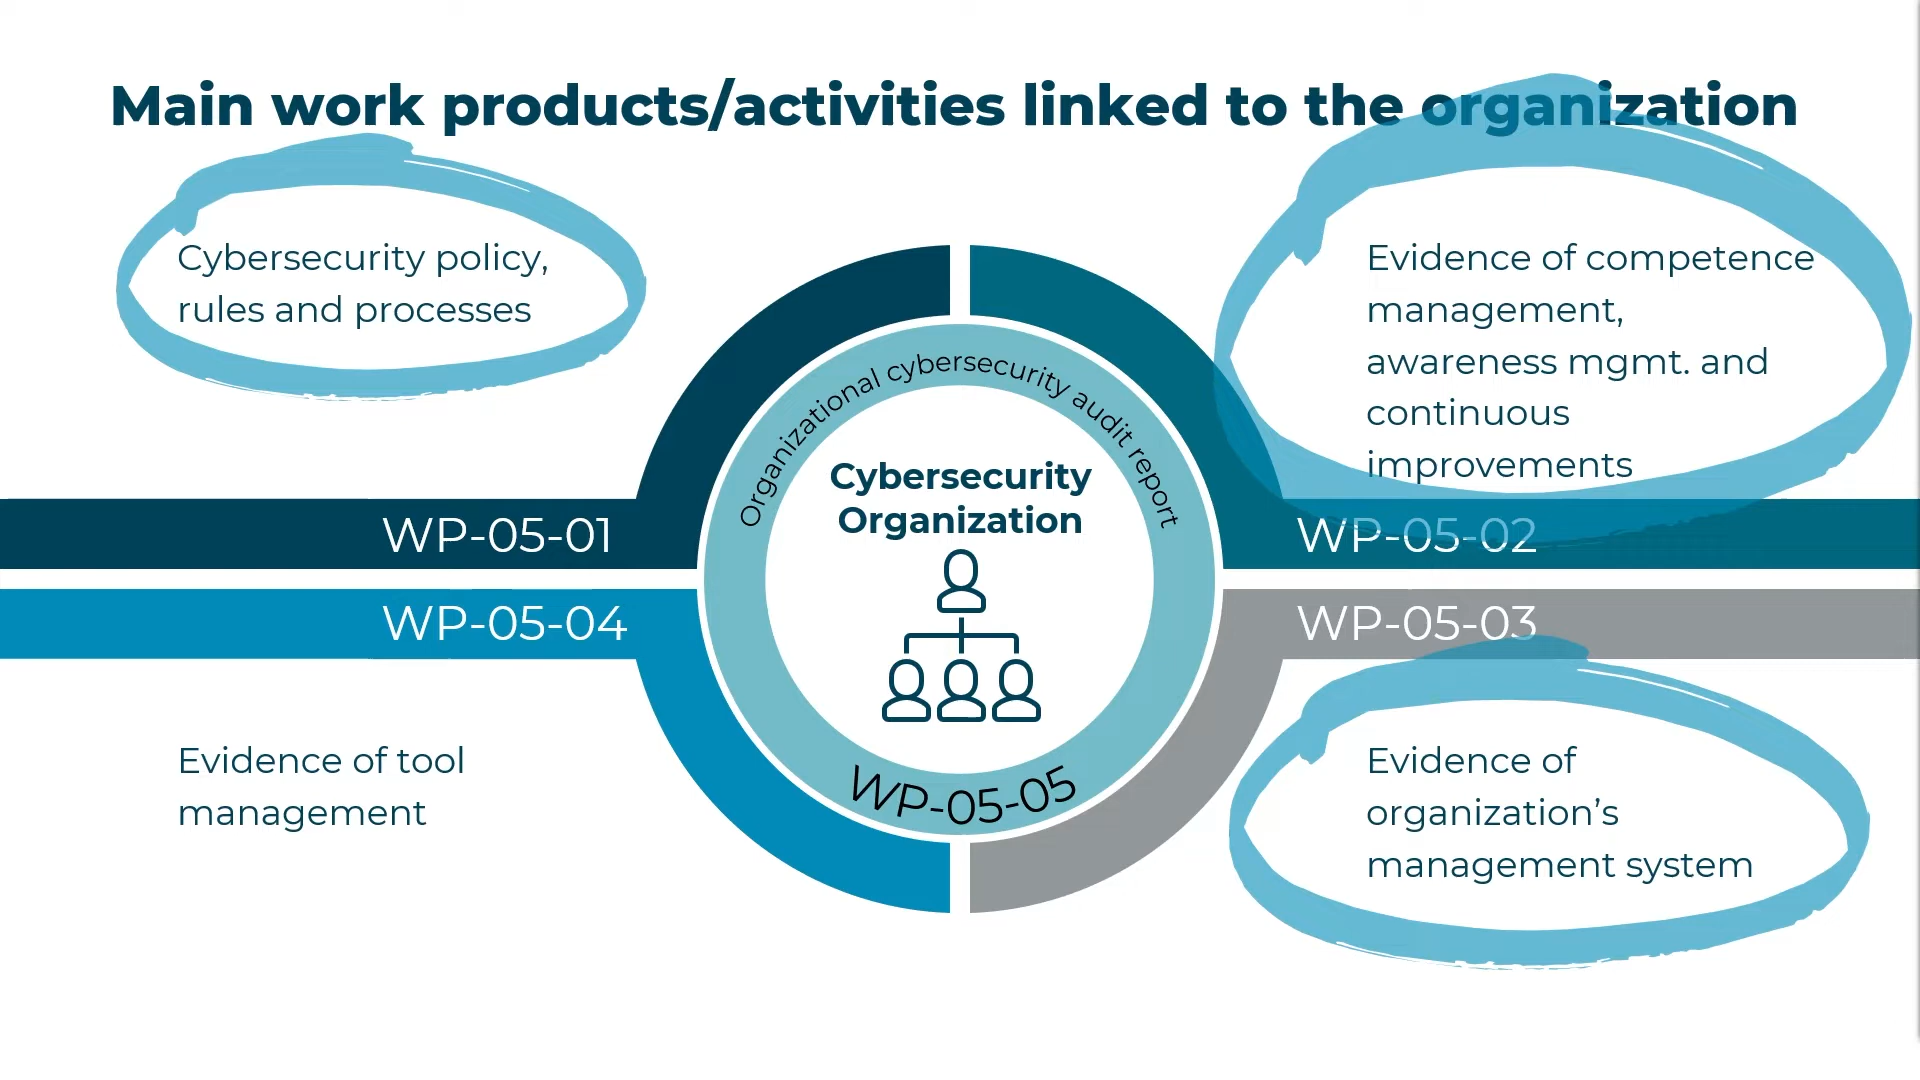 Main work products/activities linked to the organization
Cybersecurity policy,
rules and processes
WP-05-01
Evidence of competence
management,
awareness mgmt. and
continuous
improvements
WP-05-02
Organizational cybersecurity audit report
Cybersecurity
Organization
WP-05-05
WP-05-04
Evidence of tool
management
WP-05-03
Evidence of
organization’s
management system